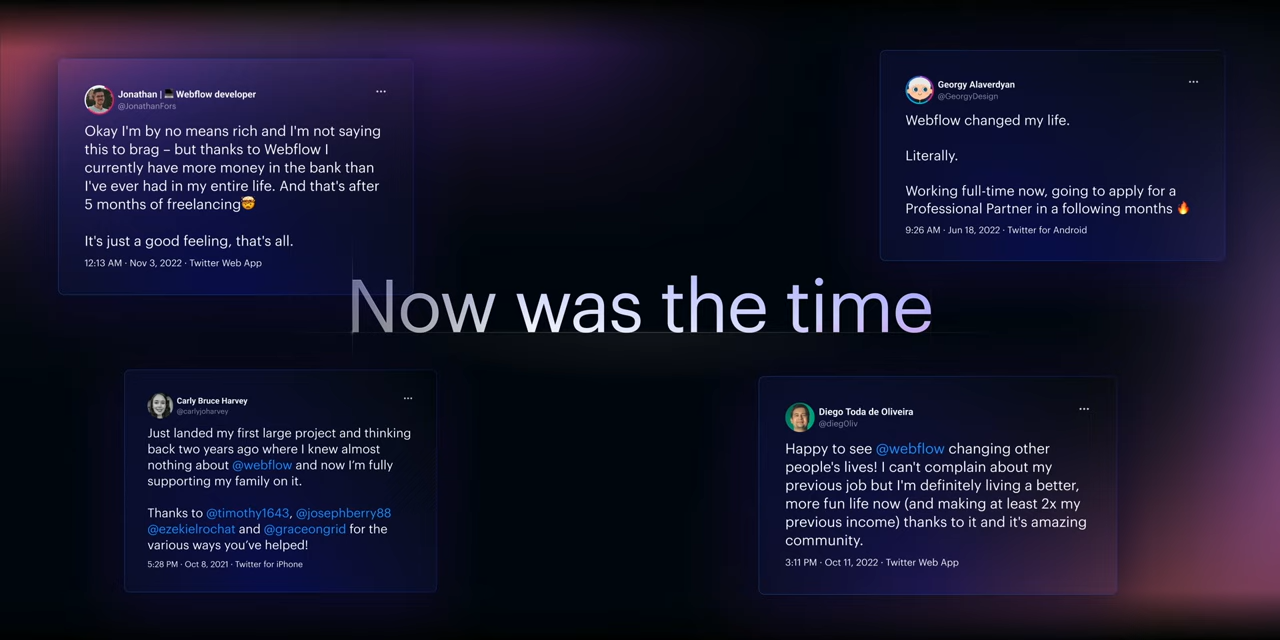 Jonathan | 💻 Webflow developer
@JonathanFors
Okay I'm by no means rich and I'm not saying
this to brag – but thanks to Webflow I
currently have more money in the bank than
I've ever had in my entire life. And that's after
5 months of freelancing🤯
It's just a good feeling, that's all.
12:13 AM · Nov 3, 2022 · Twitter Web App
Georgy Alaverdyan
@GeorgyDesign
Webflow changed my life.
Literally.
Working full-time now, going to apply for a
Professional Partner in a following months 🔥
9:26 AM · Jun 18, 2022 · Twitter for Android
Now was the time
Carly Bruce Harvey
@carlyjoharvey
Just landed my first large project and thinking
back two years ago where I knew almost
nothing about @webflow and now I'm fully
supporting my family on it.
Thanks to @timothy1643, @josephberry88
@ezekielrochat and @graceongrid for the
various ways you've helped!
5:28 PM · Oct 8, 2021 · Twitter for iPhone
Diego Toda de Oliveira
@dieg0liv
Happy to see @webflow changing other
people's lives! I can't complain about my
previous job but I'm definitely living a better,
more fun life now (and making at least 2x my
previous income) thanks to it and it's amazing
community.
3:11 PM · Oct 11, 2022 · Twitter Web App